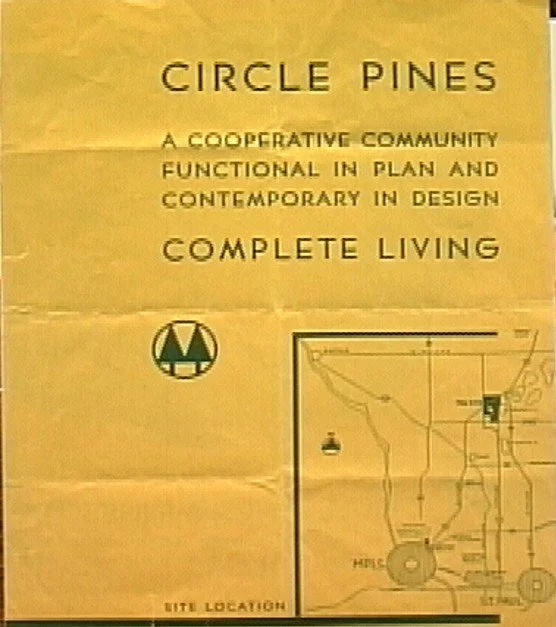 CIRCLE PINES
A COOPERATIVE COMMUNITY
FUNCTIONAL IN PLAN AND
CONTEMPORARY IN DESIGN
COMPLETE LIVING
MPLS
ST. PAUL
SITE LOCATION